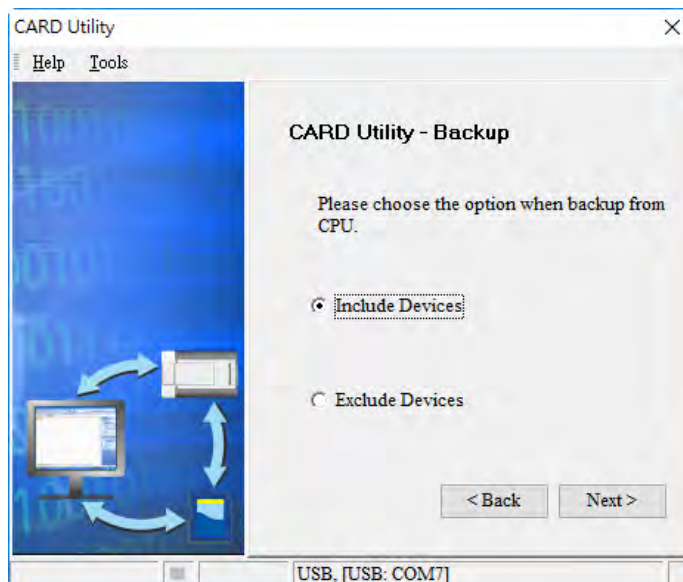 CARD Utility
Help Tools
CARD Utility - Backup
Please choose the option when backup from
CPU.
Include Devices
Exclude Devices
< Back Next >
USB, [USB: COM7]